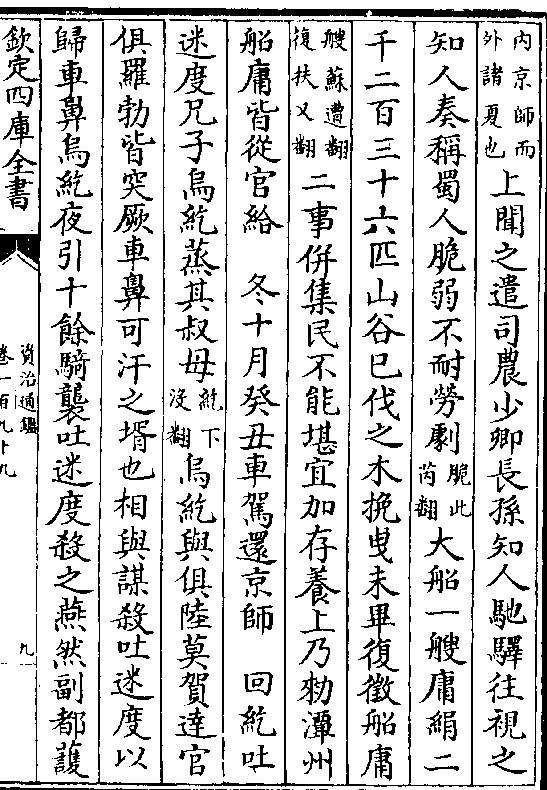 内京師而
外諸夏也
上聞之遣司農少卿長孫知人馳驛往視之
知人奏稱蜀人脆弱不耐勞劇
脆此
芮翻
大船一艘庸絹二
千二百三十六匹山谷已伐之木挽曳未畢復徵船庸
艘蘇遭翻
復扶又翻
二事併集民不能堪宜加存養上乃勑潭州
船庸皆從官給 冬十月癸丑車駕還京師 回紇吐
迷度兄子烏紇蒸其叔母
紇下
没翻
烏紇與俱陸莫賀達官
俱羅勃皆突厥車鼻可汗之壻也相與謀殺吐迷度以
歸車鼻烏紇夜引十餘騎襲吐迷度殺之燕然副都護
欽定四庫全書
資治通鑑
卷一百九十九
九